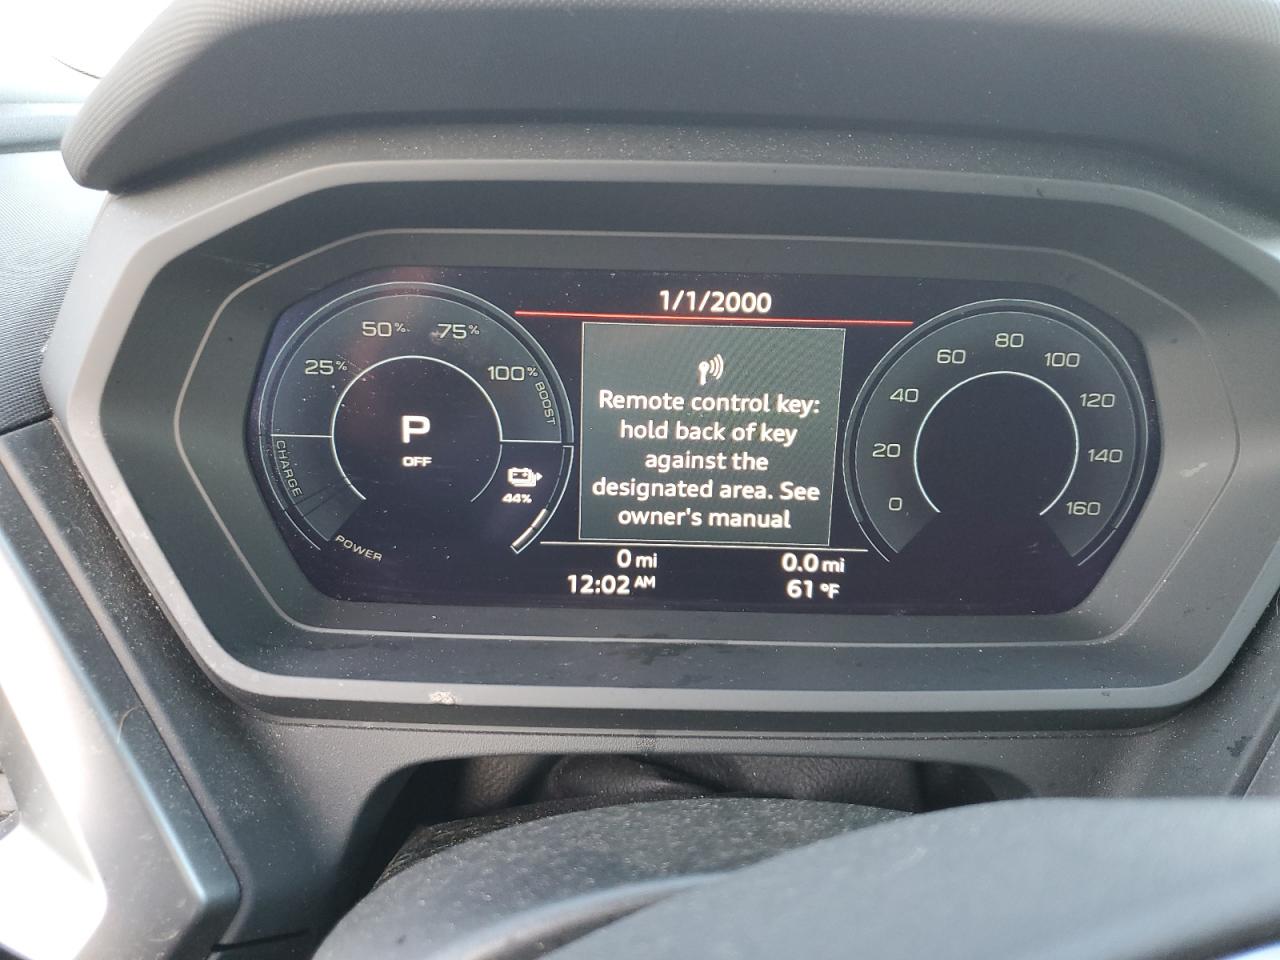 1/1/2000
50%
75%
25%
100%
BOOST
P
OFF
CHARGE
44%
POWER
Remote control key:
hold back of key
against the
designated area. See
owner's manual
0 mi
0.0 mi
12:02 AM
61 °F
80
60
100
40
120
20
140
0
160